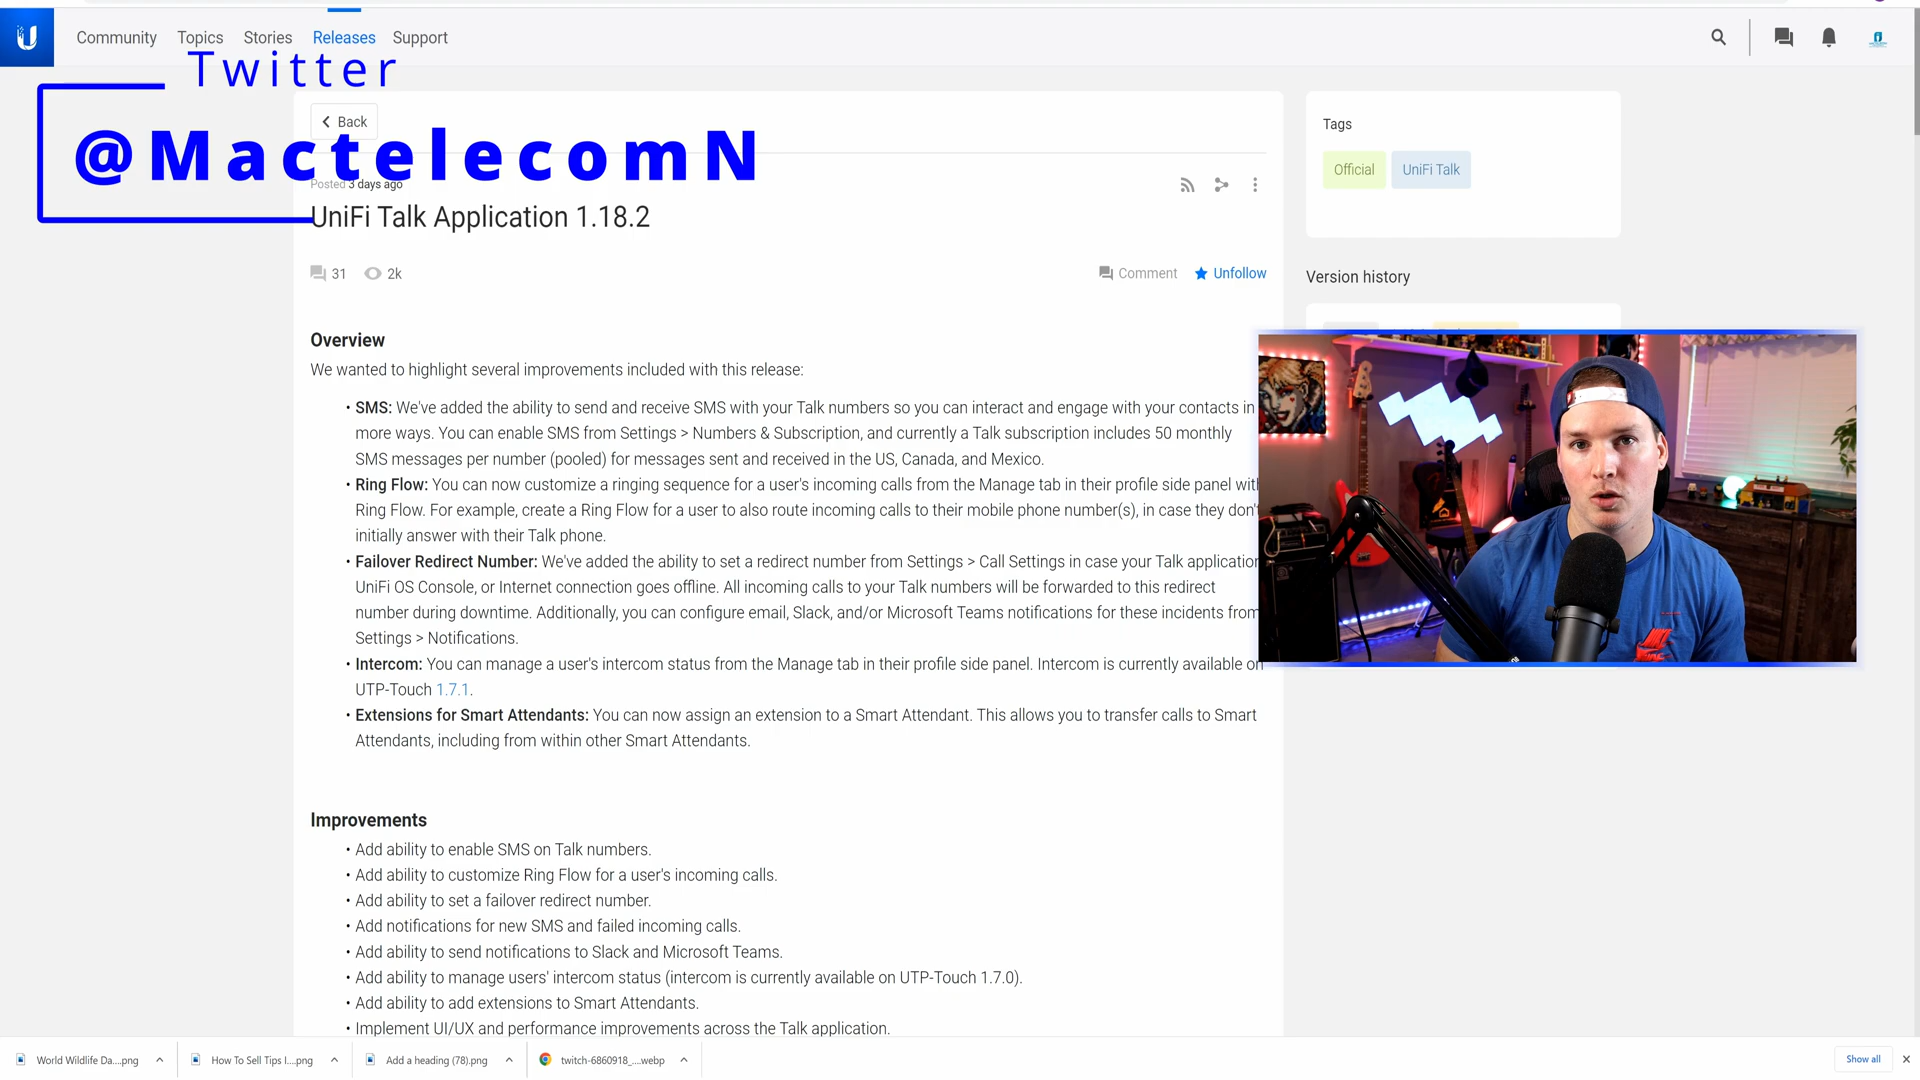 Community Topics Stories Releases Support
Twitter
@MactelecomN
Back
Posted 3 days ago
UniFi Talk Application 1.18.2
31 2k
Comment Unfollow
Tags
Official UniFi Talk
Version history
Overview
We wanted to highlight several improvements included with this release:
• SMS: We've added the ability to send and receive SMS with your Talk numbers so you can interact and engage with your contacts in
more ways. You can enable SMS from Settings > Numbers & Subscription, and currently a Talk subscription includes 50 monthly
SMS messages per number (pooled) for messages sent and received in the US, Canada, and Mexico.
• Ring Flow: You can now customize a ringing sequence for a user's incoming calls from the Manage tab in their profile side panel with
Ring Flow. For example, create a Ring Flow for a user to also route incoming calls to their mobile phone number(s), in case they don't
initially answer with their Talk phone.
• Failover Redirect Number: We've added the ability to set a redirect number from Settings > Call Settings in case your Talk application
UniFi OS Console, or Internet connection goes offline. All incoming calls to your Talk numbers will be forwarded to this redirect
number during downtime. Additionally, you can configure email, Slack, and/or Microsoft Teams notifications for these incidents from
Settings > Notifications.
• Intercom: You can manage a user's intercom status from the Manage tab in their profile side panel. Intercom is currently available on
UTP-Touch 1.7.1.
• Extensions for Smart Attendants: You can now assign an extension to a Smart Attendant. This allows you to transfer calls to Smart
Attendants, including from within other Smart Attendants.
Improvements
• Add ability to enable SMS on Talk numbers.
• Add ability to customize Ring Flow for a user's incoming calls.
• Add ability to set a failover redirect number.
• Add notifications for new SMS and failed incoming calls.
• Add ability to send notifications to Slack and Microsoft Teams.
• Add ability to manage users' intercom status (intercom is currently available on UTP-Touch 1.7.0).
• Add ability to add extensions to Smart Attendants.
• Implement UI/UX and performance improvements across the Talk application.
World Wildlife Da....png How To Sell Tips I....png Add a heading (78).png twitch-6860918_....webp Show all